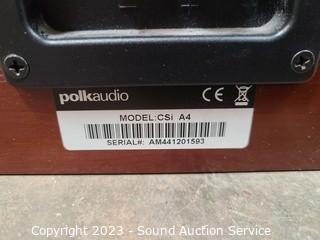 polkaudio
CE
MODEL:CSi A4
SERIAL#: AM441201593
Copyright 2023 - Sound Auction Service